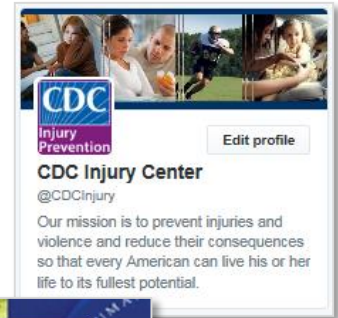 CDC
Injury
Prevention
Edit profile
CDC Injury Center
@CDCInjury
Our mission is to prevent injuries and
violence and reduce their consequences
so that every American can live his or her
life to its fullest potential.